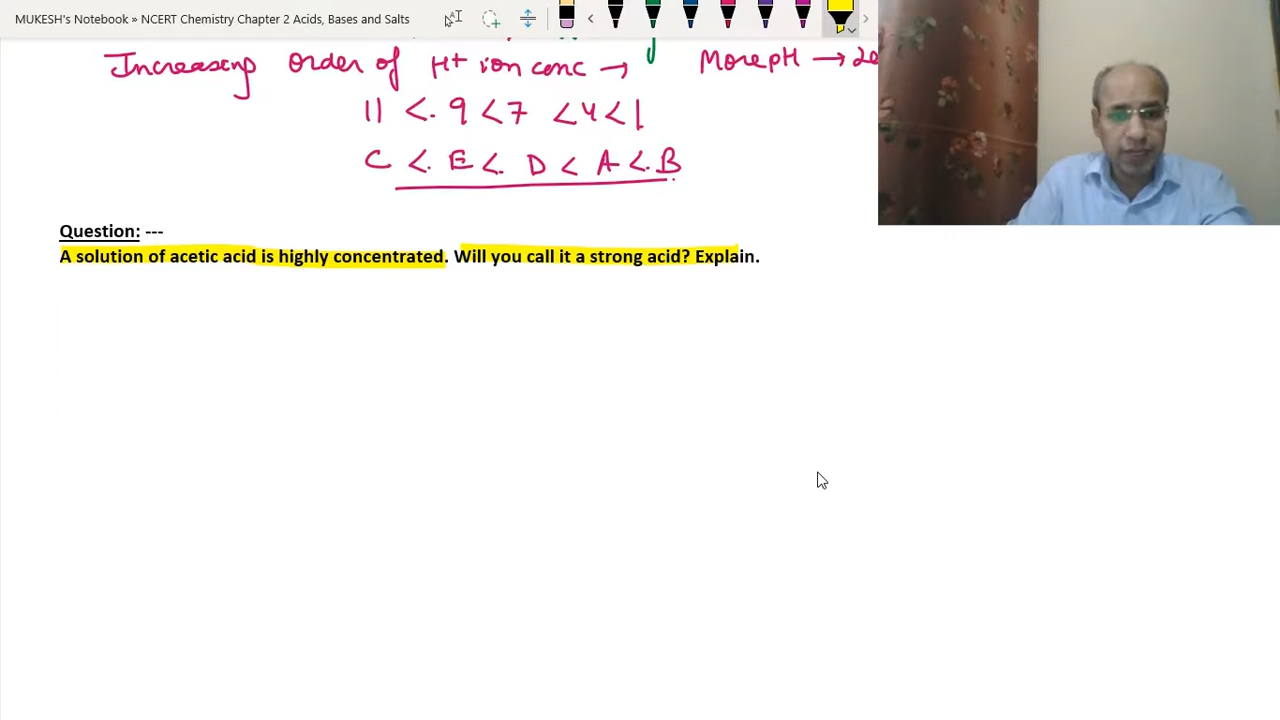 MUKESH's Notebook » NCERT Chemistry Chapter 2 Acids, Bases and Salts
Increasing Order of H+ ion conc → More pH →
11 < 9 < 7 < 4 < 1
C < E < D < A < B
Question: ---
A solution of acetic acid is highly concentrated. Will you call it a strong acid? Explain.